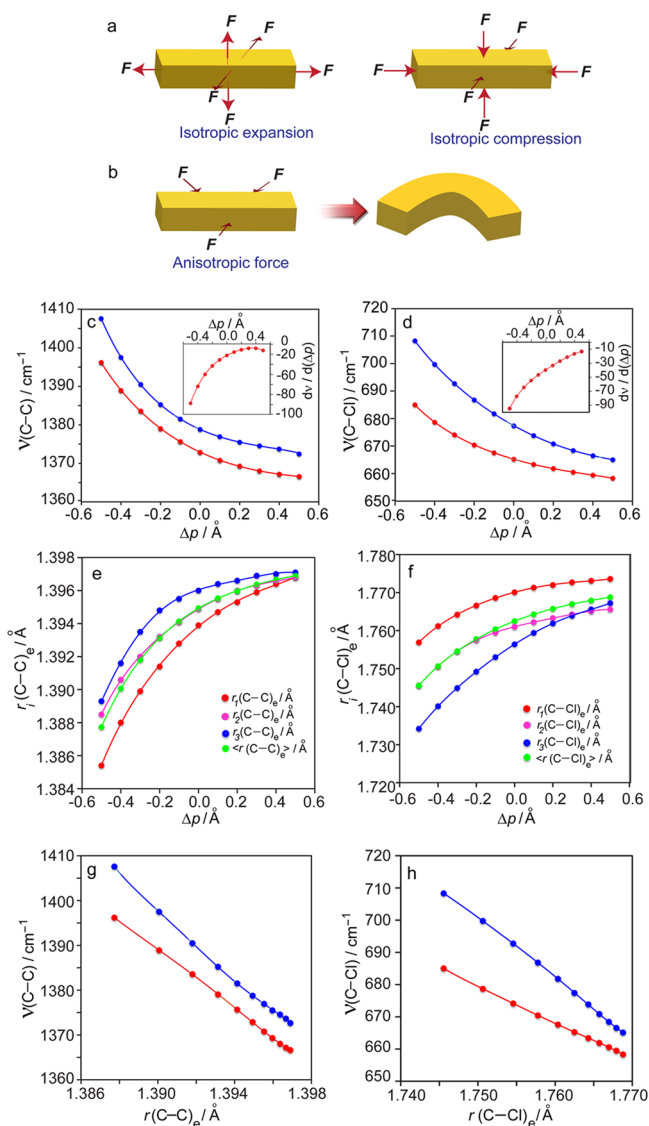 a
F F F F F F
Isotropic expansion
F F F F F F
Isotropic compression
b
F F F
Anisotropic force
c
ν(C–C) / cm⁻¹
1410
1400
1390
1380
1370
1360
-0.6 -0.4 -0.2 0.0 0.2 0.4 0.6
Δp / Å
Δp / Å
-0.4 0.0 0.4
0
-20
-60
-100
dν / d(Δp)
d
ν(C–Cl) / cm⁻¹
720
710
700
690
680
670
660
650
-0.6 -0.4 -0.2 0.0 0.2 0.4 0.6
Δp / Å
Δp / Å
-0.4 0.0 0.4
-10
-30
-50
-70
-90
dν / d(Δp)
e
rᵢ(C–C)ₑ/Å
1.398
1.396
1.394
1.392
1.390
1.388
1.386
1.384
r₁(C–C)ₑ/Å
r₂(C–C)ₑ/Å
r₃(C–C)ₑ/Å
<r(C–C)ₑ>/Å
-0.6 -0.4 -0.2 0.0 0.2 0.4 0.6
Δp / Å
f
rᵢ(C–Cl)ₑ/Å
1.770
1.760
1.750
1.740
1.730
1.720
r₁(C–Cl)ₑ/Å
r₂(C–Cl)ₑ/Å
r₃(C–Cl)ₑ/Å
<r (C–Cl)ₑ>/Å
-0.6 -0.4 -0.2 0.0 0.2 0.4 0.6
Δp / Å
g
ν(C–C) / cm⁻¹
1410
1400
1390
1380
1370
1360
1.386 1.390 1.394 1.398
r (C–C)ₑ/Å
h
ν(C–Cl) / cm⁻¹
720
710
700
690
680
670
660
650
1.740 1.750 1.760 1.770
r (C–Cl)ₑ/Å